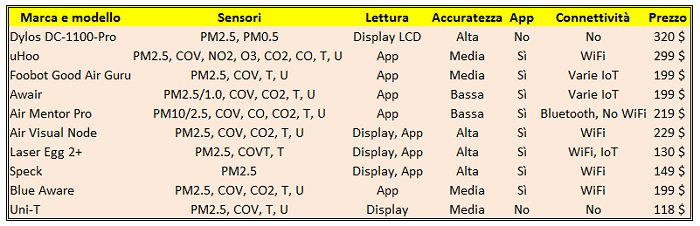 Marca e modello Sensori Lettura Accuratezza App Connettività Prezzo
Dylos DC-1100-Pro PM2.5, PM0.5 Display LCD Alta No No 320 $
uHoo PM2.5, COV, NO2, O3, CO2, CO, T, U App Media Sì WiFi 299 $
Foobot Good Air Guru PM2.5, COV, T, U App Media Sì Varie IoT 199 $
Awair PM2.5/1.0, COV, CO2, T, U App Bassa Sì Varie IoT 199 $
Air Mentor Pro PM10/2.5, COV, CO, CO2, T, U App Bassa Sì Bluetooth, No WiFi 219 $
Air Visual Node PM2.5, COV, CO2, T, U Display, App Alta Sì WiFi 229 $
Laser Egg 2+ PM2.5, COVT, T Display, App Alta Sì WiFi, IoT 130 $
Speck PM2.5 Display, App Alta Sì WiFi 149 $
Blue Aware PM2.5, COV, CO2, T, U App Media Sì WiFi 199 $
Uni-T PM2.5, COV, T, U Display Media No No 118 $